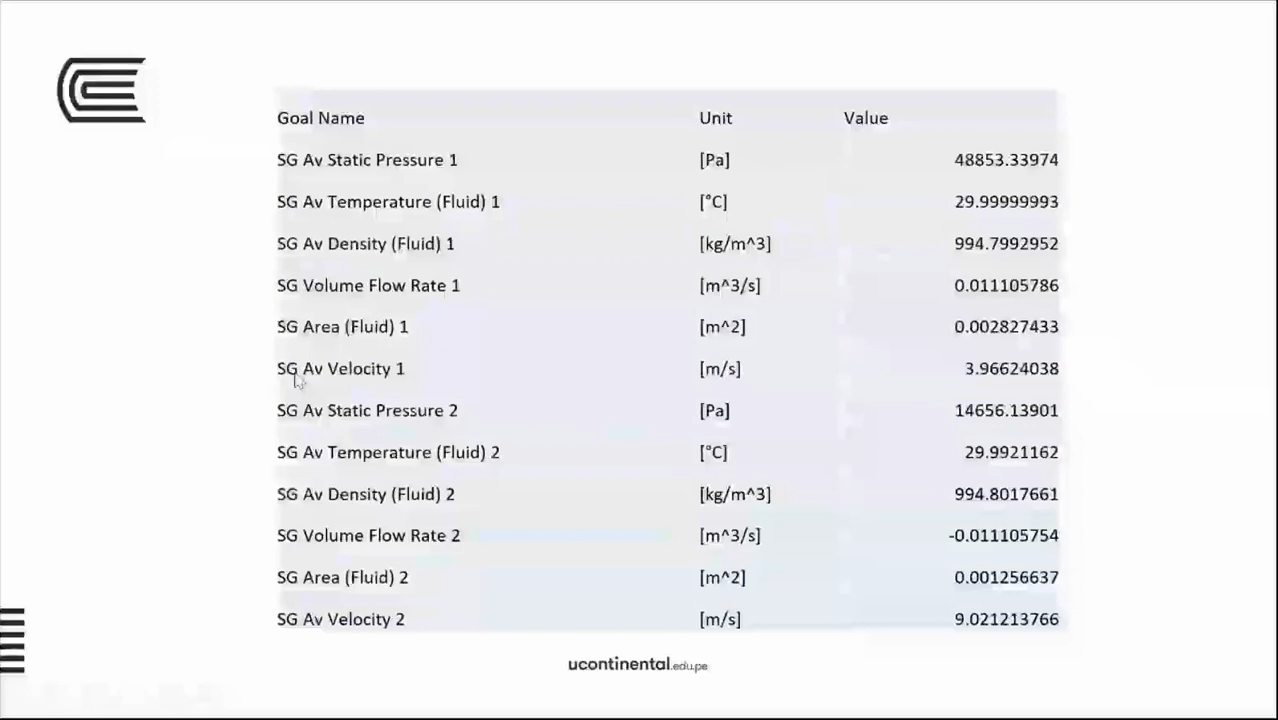 Goal Name Unit Value
SG Av Static Pressure 1 [Pa] 48853.33974
SG Av Temperature (Fluid) 1 [°C] 29.99999993
SG Av Density (Fluid) 1 [kg/m^3] 994.7992952
SG Volume Flow Rate 1 [m^3/s] 0.011105786
SG Area (Fluid) 1 [m^2] 0.002827433
SG Av Velocity 1 [m/s] 3.96624038
SG Av Static Pressure 2 [Pa] 14656.13901
SG Av Temperature (Fluid) 2 [°C] 29.9921162
SG Av Density (Fluid) 2 [kg/m^3] 994.8017661
SG Volume Flow Rate 2 [m^3/s] -0.011105754
SG Area (Fluid) 2 [m^2] 0.001256637
SG Av Velocity 2 [m/s] 9.021213766
ucontinental.edu.pe